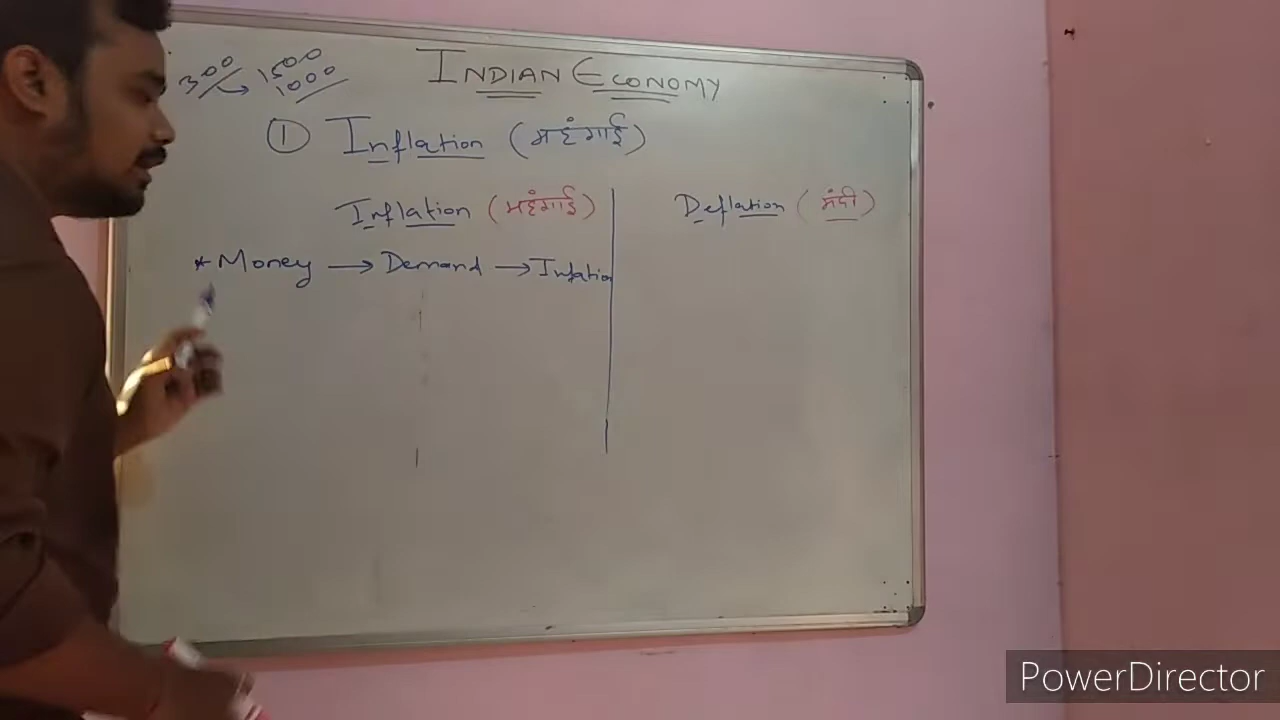 300 → 1500
1000
INDIAN ECONOMY
① Inflation (महंगाई)
Inflation (महंगाई)
Deflation (मंदी)
* Money → Demand → Inflation
PowerDirector